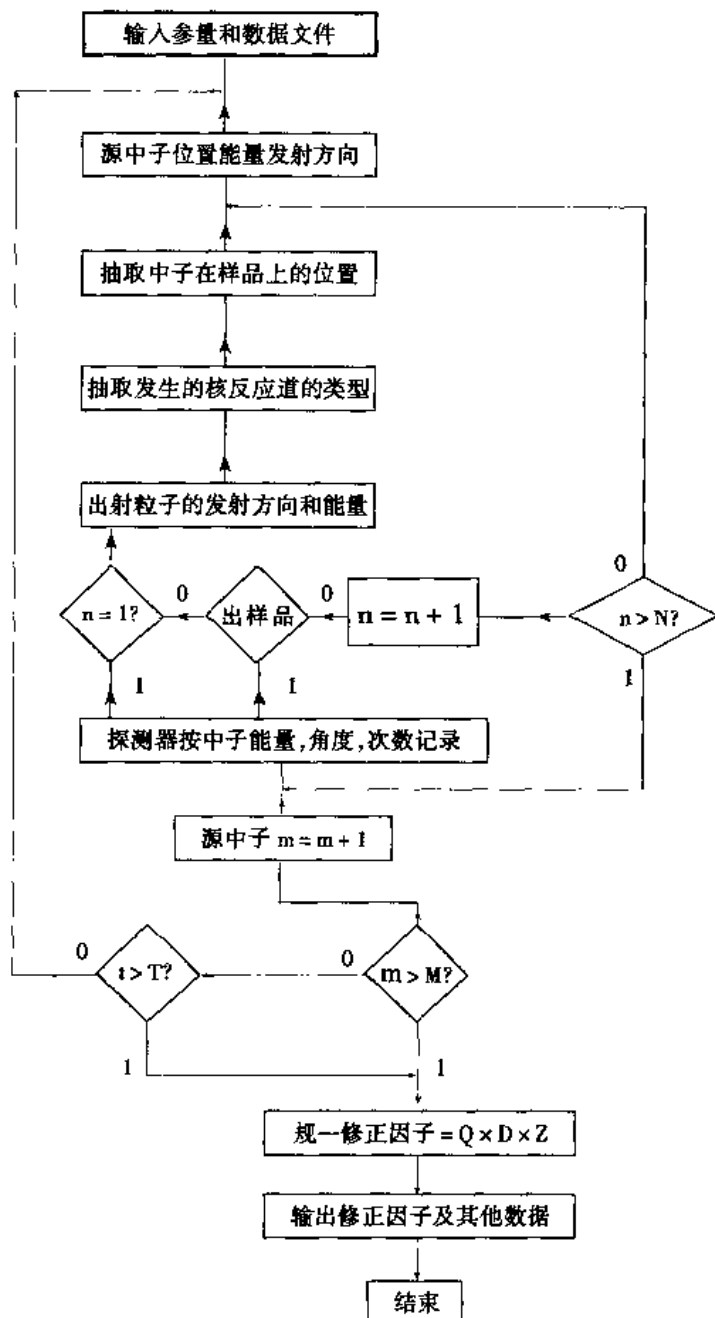 输入参量和数据文件
源中子位置能量发射方向
抽取中子在样品上的位置
抽取发生的核反应道的类型
出射粒子的发射方向和能量
0
n = 1?
0
出样品
0
n = n + 1
n > N?
1
1
1
探测器按中子能量,角度,次数记录
源中子 m = m + 1
0
t > T?
0
m > M?
1
1
规一修正因子 = Q × D × Z
输出修正因子及其他数据
结束